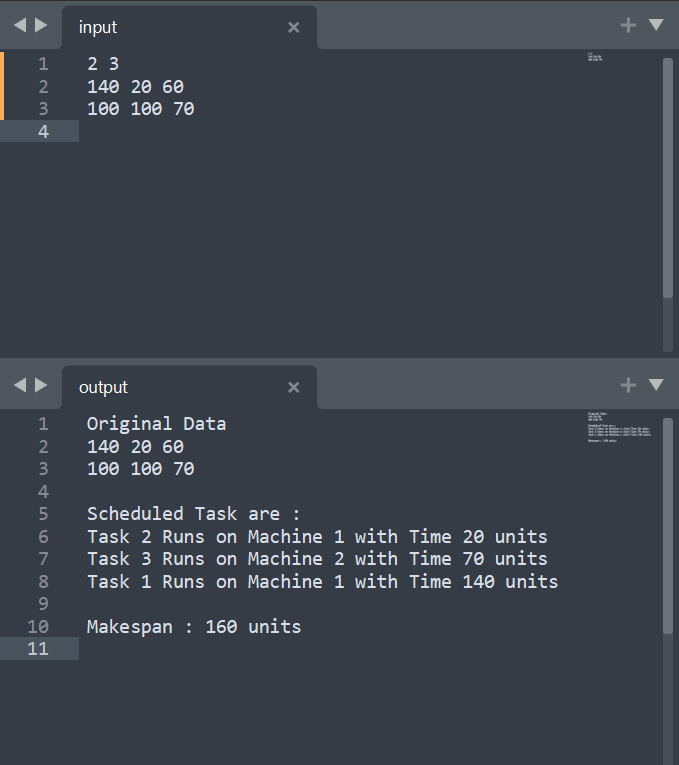 input
1 2 3
2 140 20 60
3 100 100 70
4
output
1 Original Data
2 140 20 60
3 100 100 70
4
5 Scheduled Task are :
6 Task 2 Runs on Machine 1 with Time 20 units
7 Task 3 Runs on Machine 2 with Time 70 units
8 Task 1 Runs on Machine 1 with Time 140 units
9
10 Makespan : 160 units
11